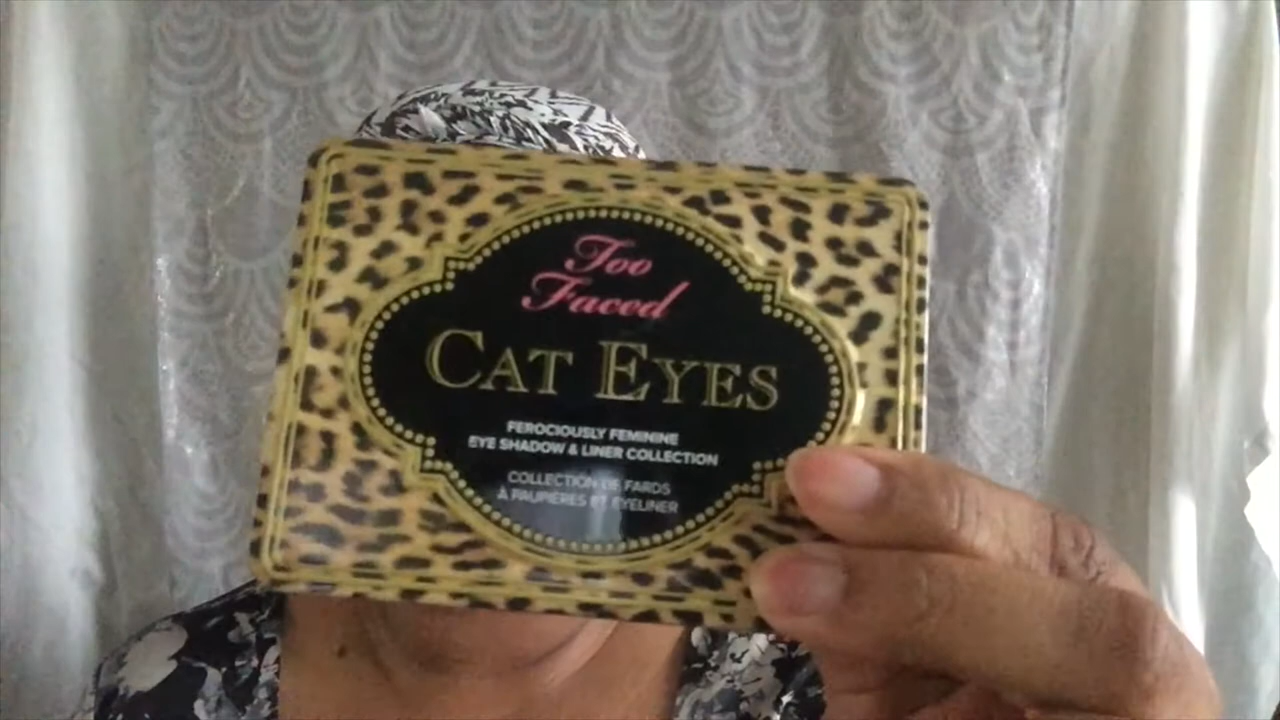 Too
Faced
CAT EYES
FEROCIOUSLY FEMININE
EYE SHADOW & LINER COLLECTION
COLLECTION DE FARDS
À PAUPIÈRES ET EYELINER